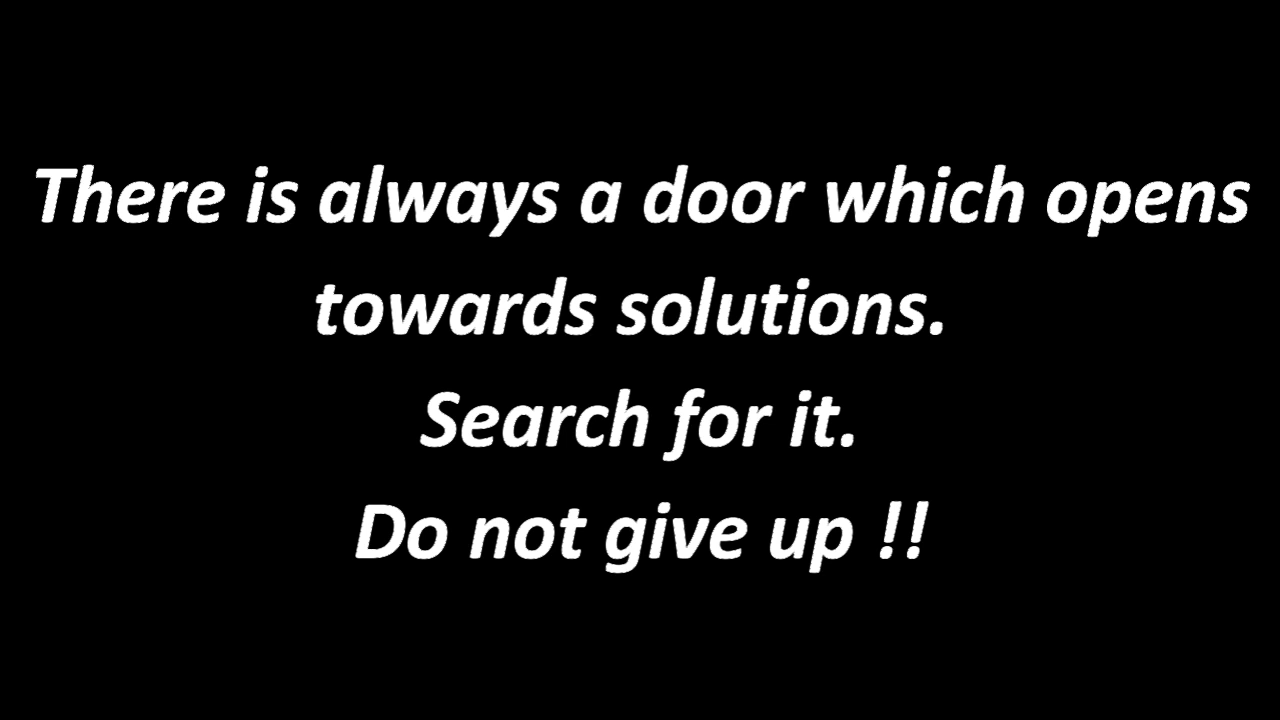 There is always a door which opens
towards solutions.
Search for it.
Do not give up !!